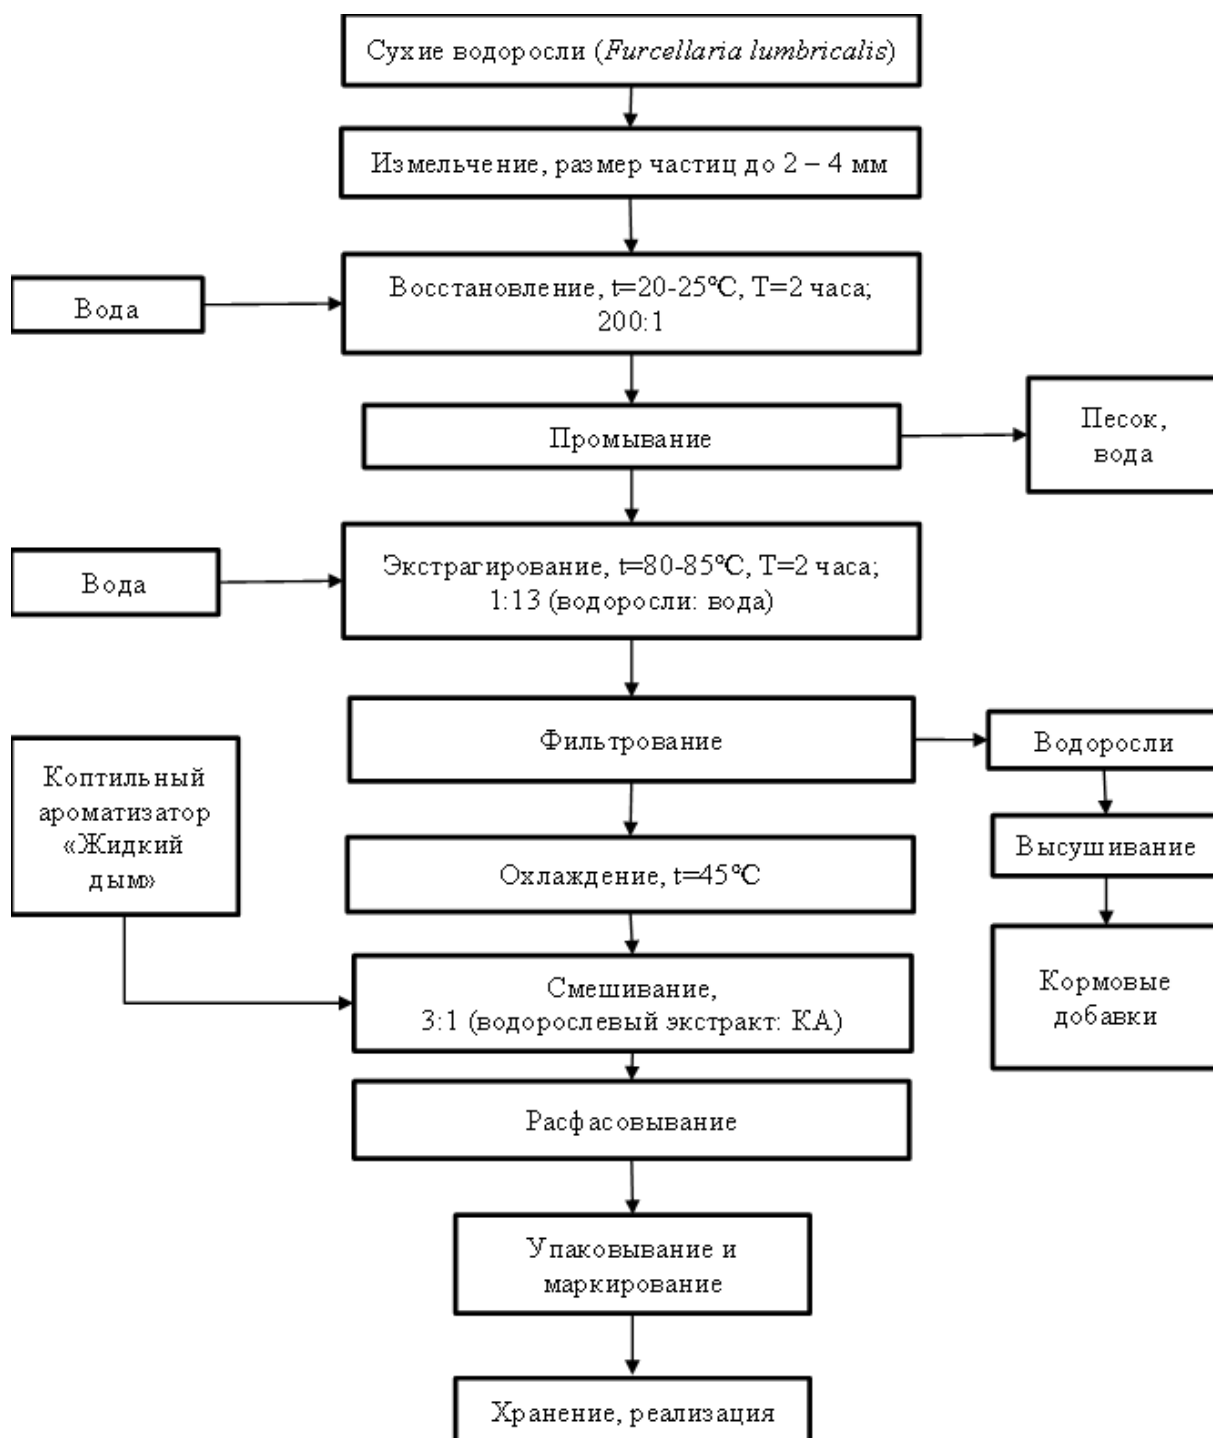 Сухие водоросли (Furcellaria lumbricalis)
Измельчение, размер частиц до 2 – 4 мм
Вода
Восстановление, t=20-25°C, T=2 часа;
200:1
Промывание
Песок,
вода
Вода
Экстрагирование, t=80-85°C, T=2 часа;
1:13 (водоросли: вода)
Фильтрование
Водоросли
Коптильный
ароматизатор
«Жидкий
дым»
Высушивание
Охлаждение, t=45°C
Кормовые
добавки
Смешивание,
3:1 (водорослевый экстракт: КА)
Расфасовывание
Упаковывание и
маркирование
Хранение, реализация